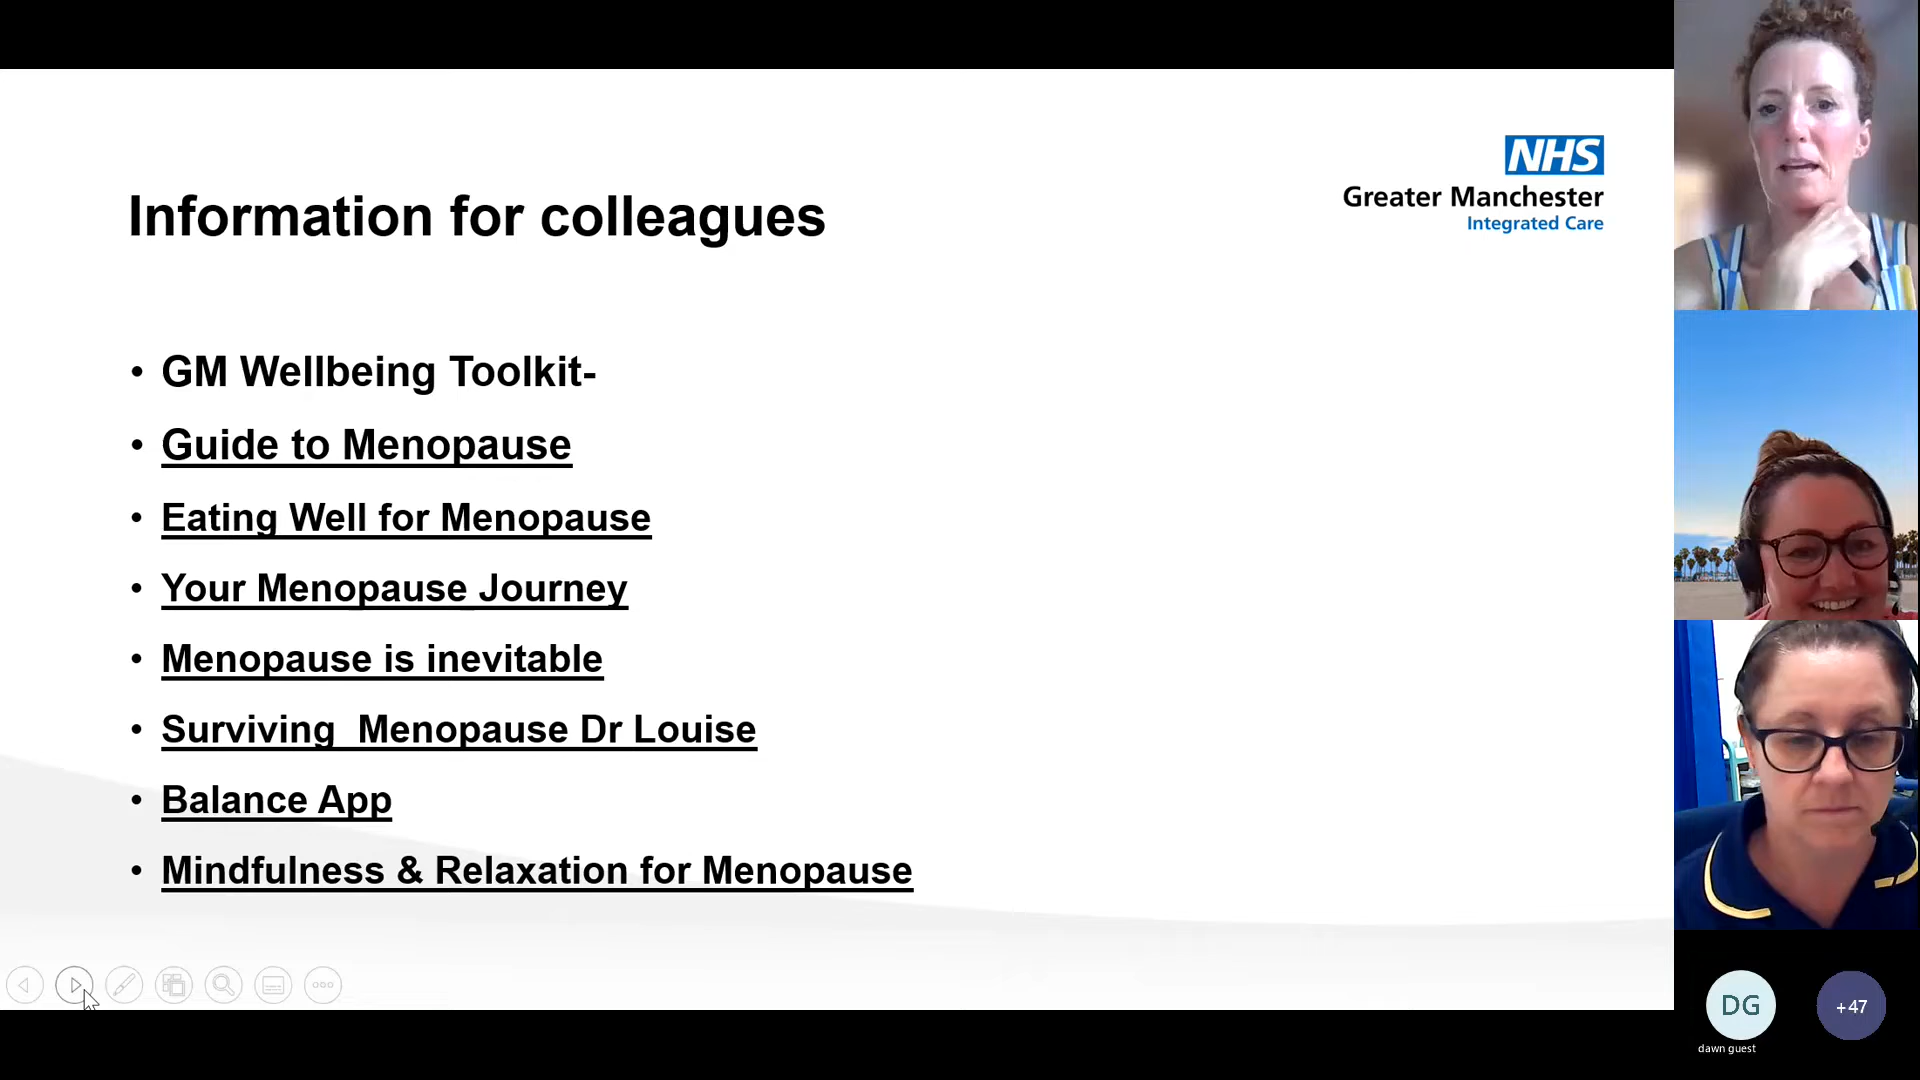 NHS
Greater Manchester
Integrated Care
Information for colleagues
• GM Wellbeing Toolkit-
• Guide to Menopause
• Eating Well for Menopause
• Your Menopause Journey
• Menopause is inevitable
• Surviving  Menopause Dr Louise
• Balance App
• Mindfulness & Relaxation for Menopause
DG
+47
dawn guest